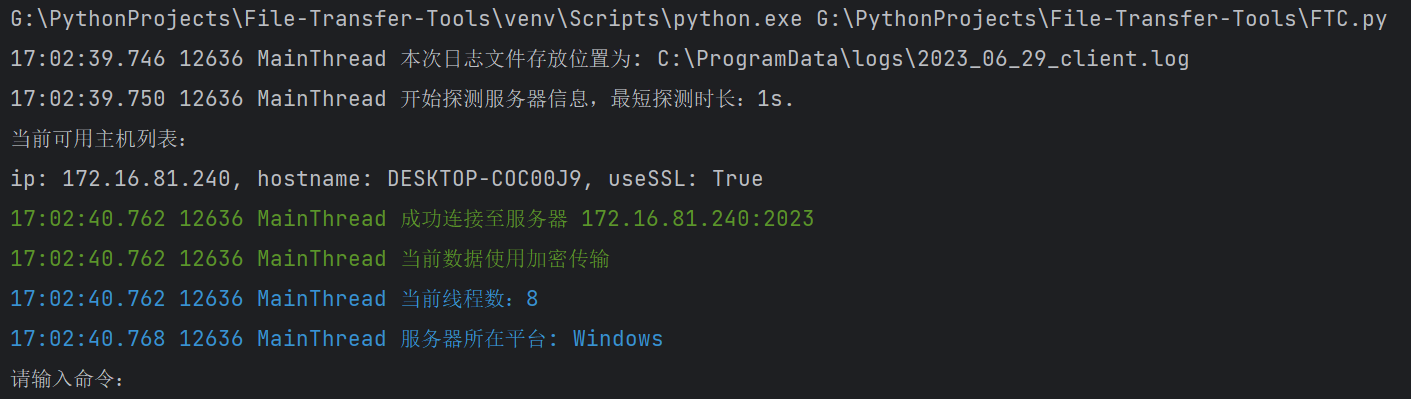 G:\PythonProjects\File-Transfer-Tools\venv\Scripts\python.exe G:\PythonProjects\File-Transfer-Tools\FTC.py
17:02:39.746 12636 MainThread 本次日志文件存放位置为: C:\ProgramData\logs\2023_06_29_client.log
17:02:39.750 12636 MainThread 开始探测服务器信息，最短探测时长：1s.
当前可用主机列表：
ip: 172.16.81.240, hostname: DESKTOP-COC00J9, useSSL: True
17:02:40.762 12636 MainThread 成功连接至服务器 172.16.81.240:2023
17:02:40.762 12636 MainThread 当前数据使用加密传输
17:02:40.762 12636 MainThread 当前线程数：8
17:02:40.768 12636 MainThread 服务器所在平台: Windows
请输入命令：